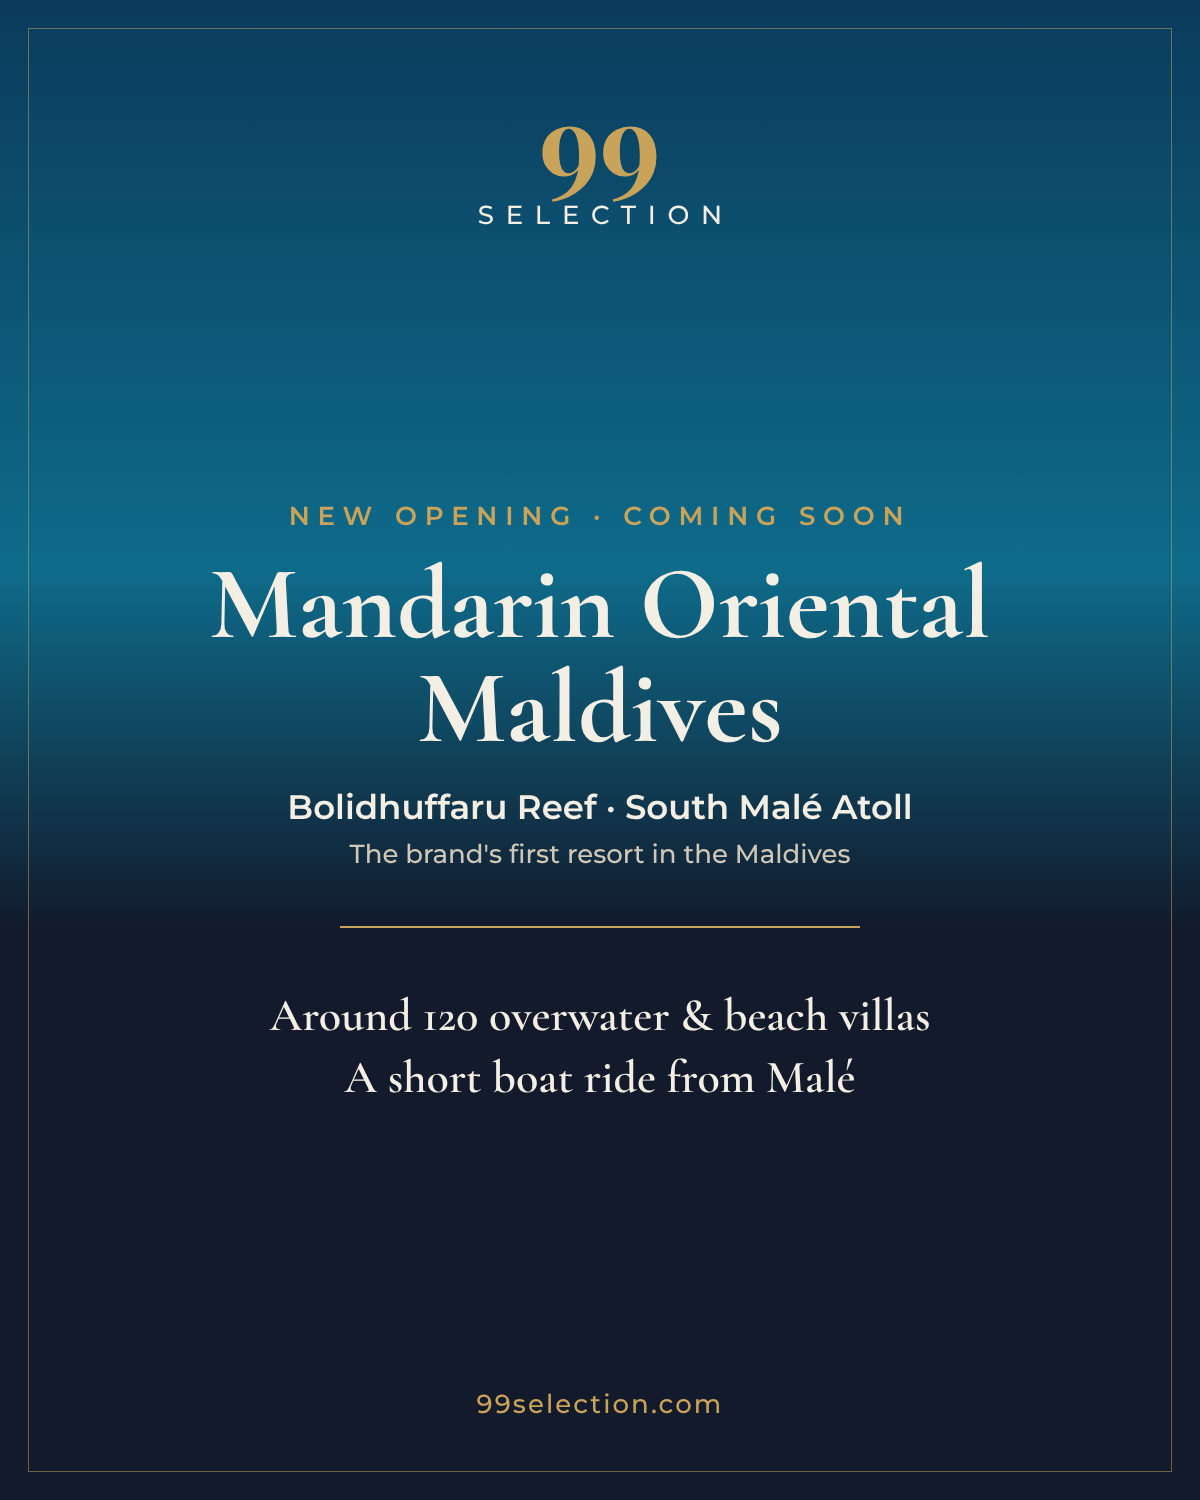 99
SELECTION
NEW OPENING · COMING SOON
Mandarin Oriental
Maldives
Bolidhuffaru Reef · South Malé Atoll
The brand's first resort in the Maldives
Around 120 overwater & beach villas
A short boat ride from Malé
99selection.com